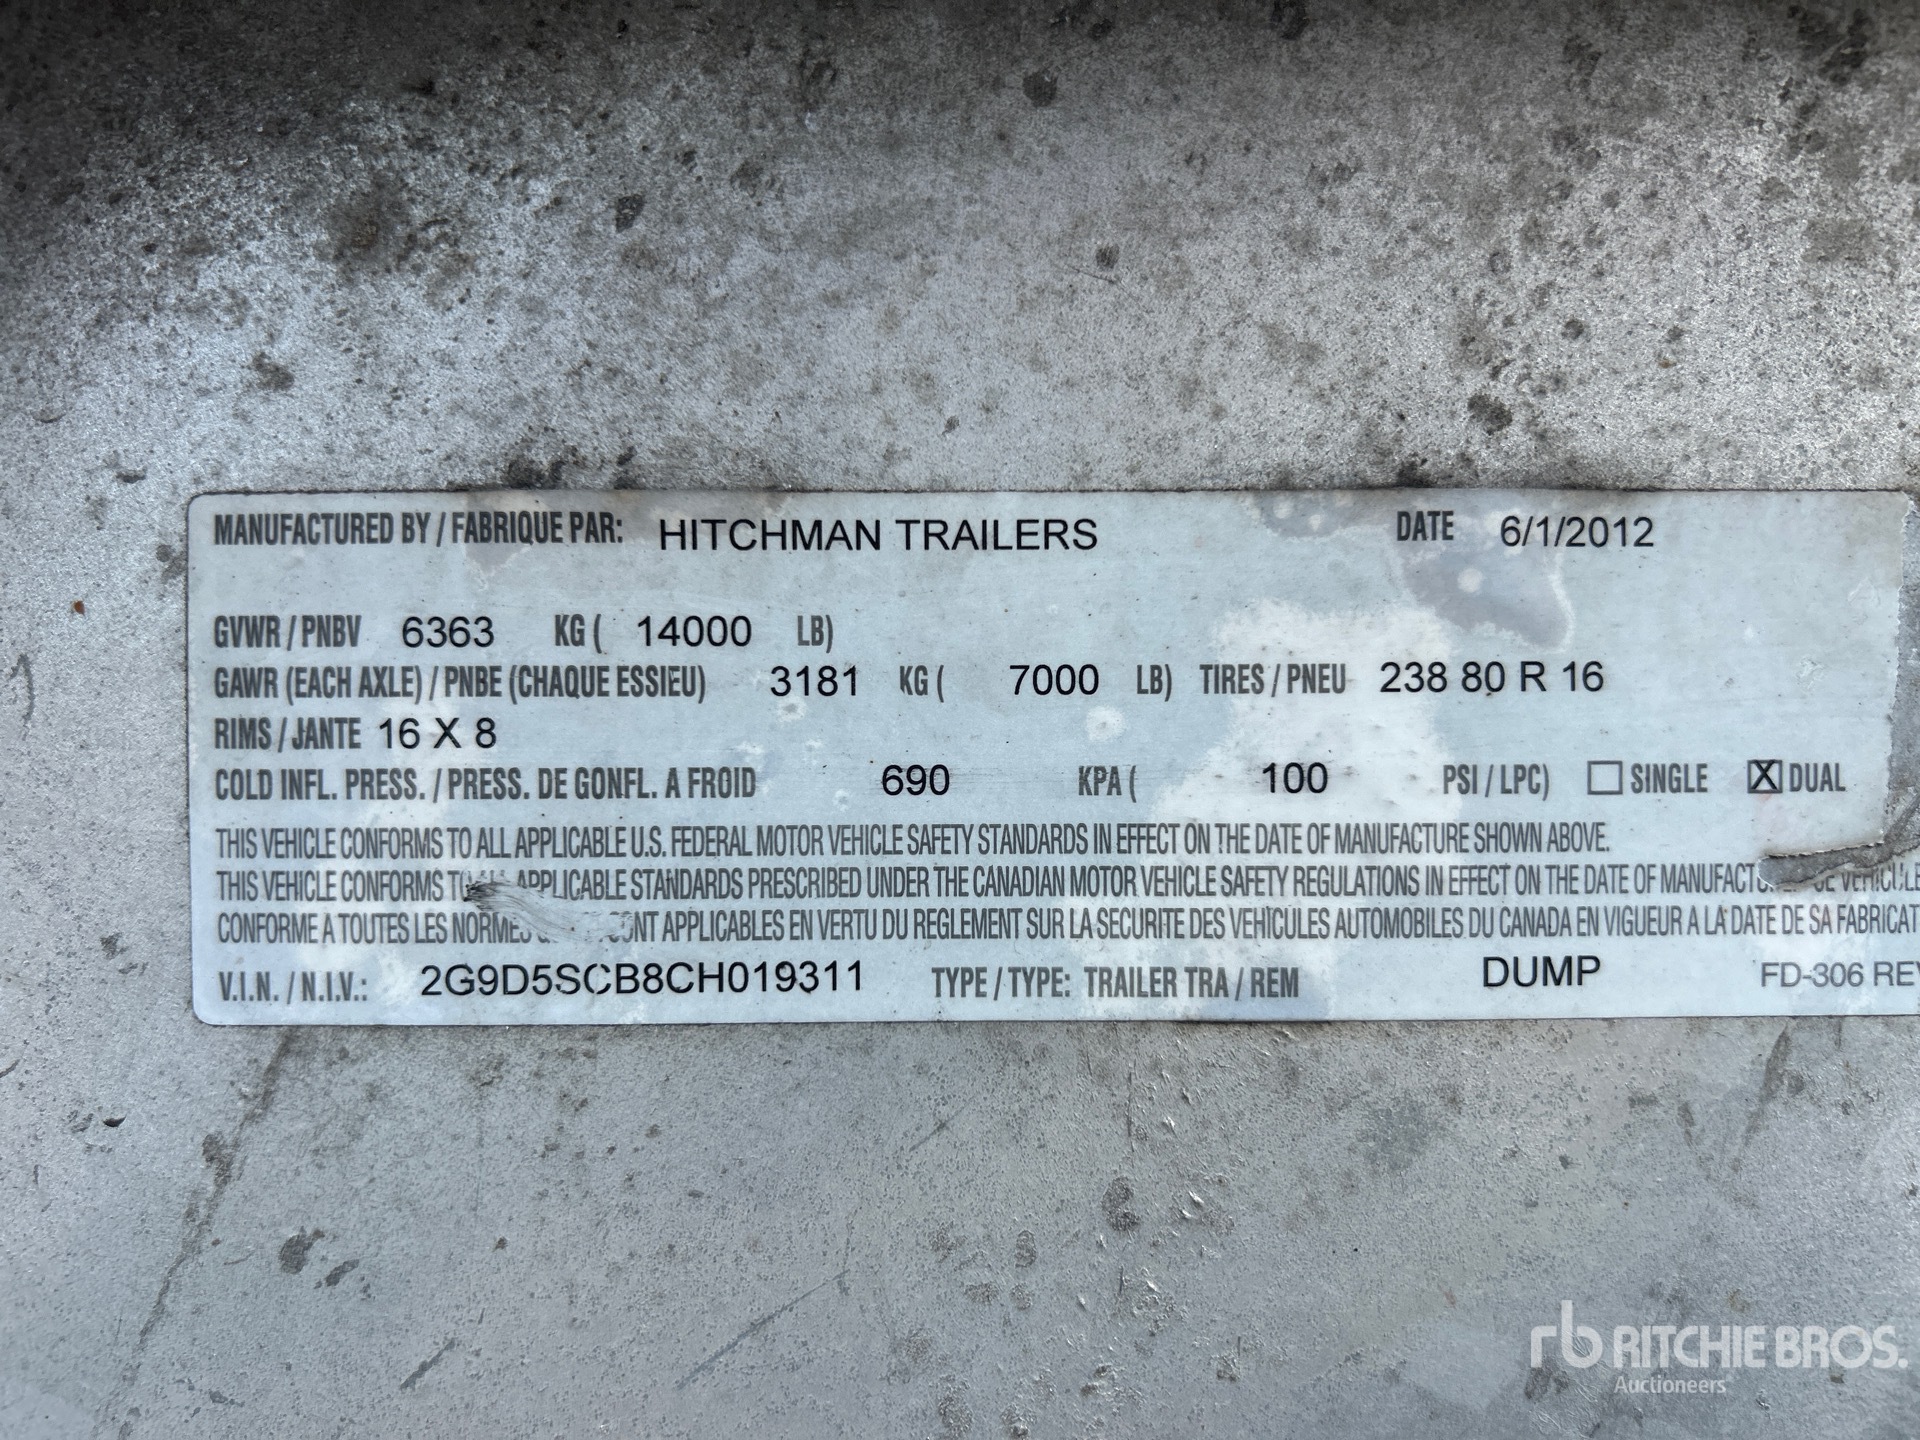 MANUFACTURED BY / FABRIQUE PAR: HITCHMAN TRAILERS DATE 6/1/2012
GVWR / PNBV 6363 KG ( 14000 LB)
GAWR (EACH AXLE) / PNBE (CHAQUE ESSIEU) 3181 KG ( 7000 LB) TIRES / PNEU 238 80 R 16
RIMS / JANTE 16 X 8
COLD INFL. PRESS. / PRESS. DE GONFL. A FROID 690 KPA ( 100 PSI / LPC) ☐ SINGLE ☒ DUAL
THIS VEHICLE CONFORMS TO ALL APPLICABLE U.S. FEDERAL MOTOR VEHICLE SAFETY STANDARDS IN EFFECT ON THE DATE OF MANUFACTURE SHOWN ABOVE.
THIS VEHICLE CONFORMS APPLICABLE STANDARDS PRESCRIBED UNDER THE CANADIAN MOTOR VEHICLE SAFETY REGULATIONS IN EFFECT ON THE DATE OF VEHICULE
CONFORME A TOUTES LES APPLICABLES EN VERTU DU REGLEMENT SUR LA SECURITE DES VEHICULES AUTOMOBILES DU CANADA EN VIGUEUR A LA DATE DE SA FABRICAT
V.I.N. / N.I.V.: 2G9D5SCB8CH019311 TYPE / TYPE: TRAILER TRA / REM DUMP FD-306 REV
rb RITCHIE BROS.
Auctioneers